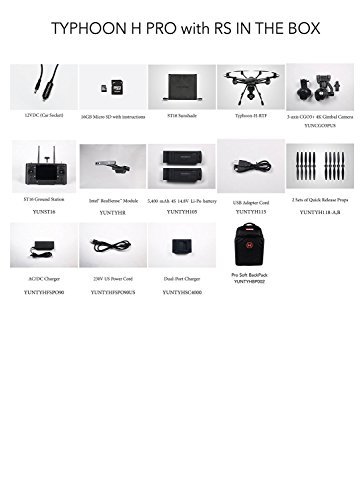 TYPHOON H PRO with RS IN THE BOX
12VDC (Car Socket)
16GB Micro SD with instructions
ST16 Sunshade
Typhoon-H-RTF
3-axis CGO3+ 4K Gimbal Camera
YUNCGO3PUS
ST16 Ground Station
YUNST16
Intel® RealSense™ Module
YUNTYHR
5,400 mAh 4S 14.8V Li-Po battery
YUNTYH105
USB Adapter Cord
YUNTYH115
2 Sets of Quick Release Props
YUNTYH118-A,B
AC/DC Charger
YUNTYHFSPO90
230V US Power Cord
YUNTYHFSPO90US
Dual-Port Charger
YUNTYHSC4000
Pro Soft BackPack
YUNTYHBP002